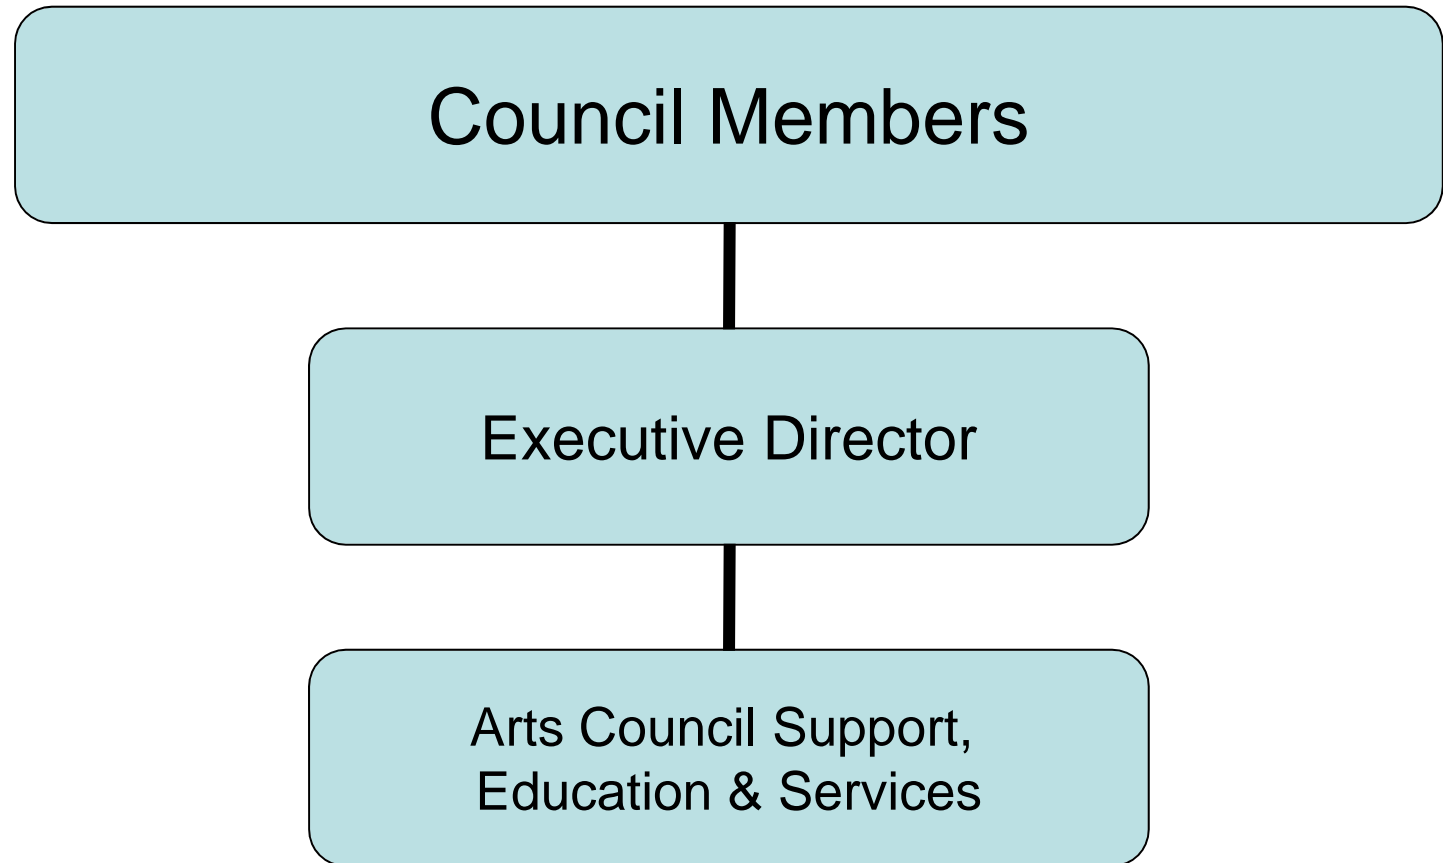 Council Members
Executive Director
Arts Council Support,
Education & Services